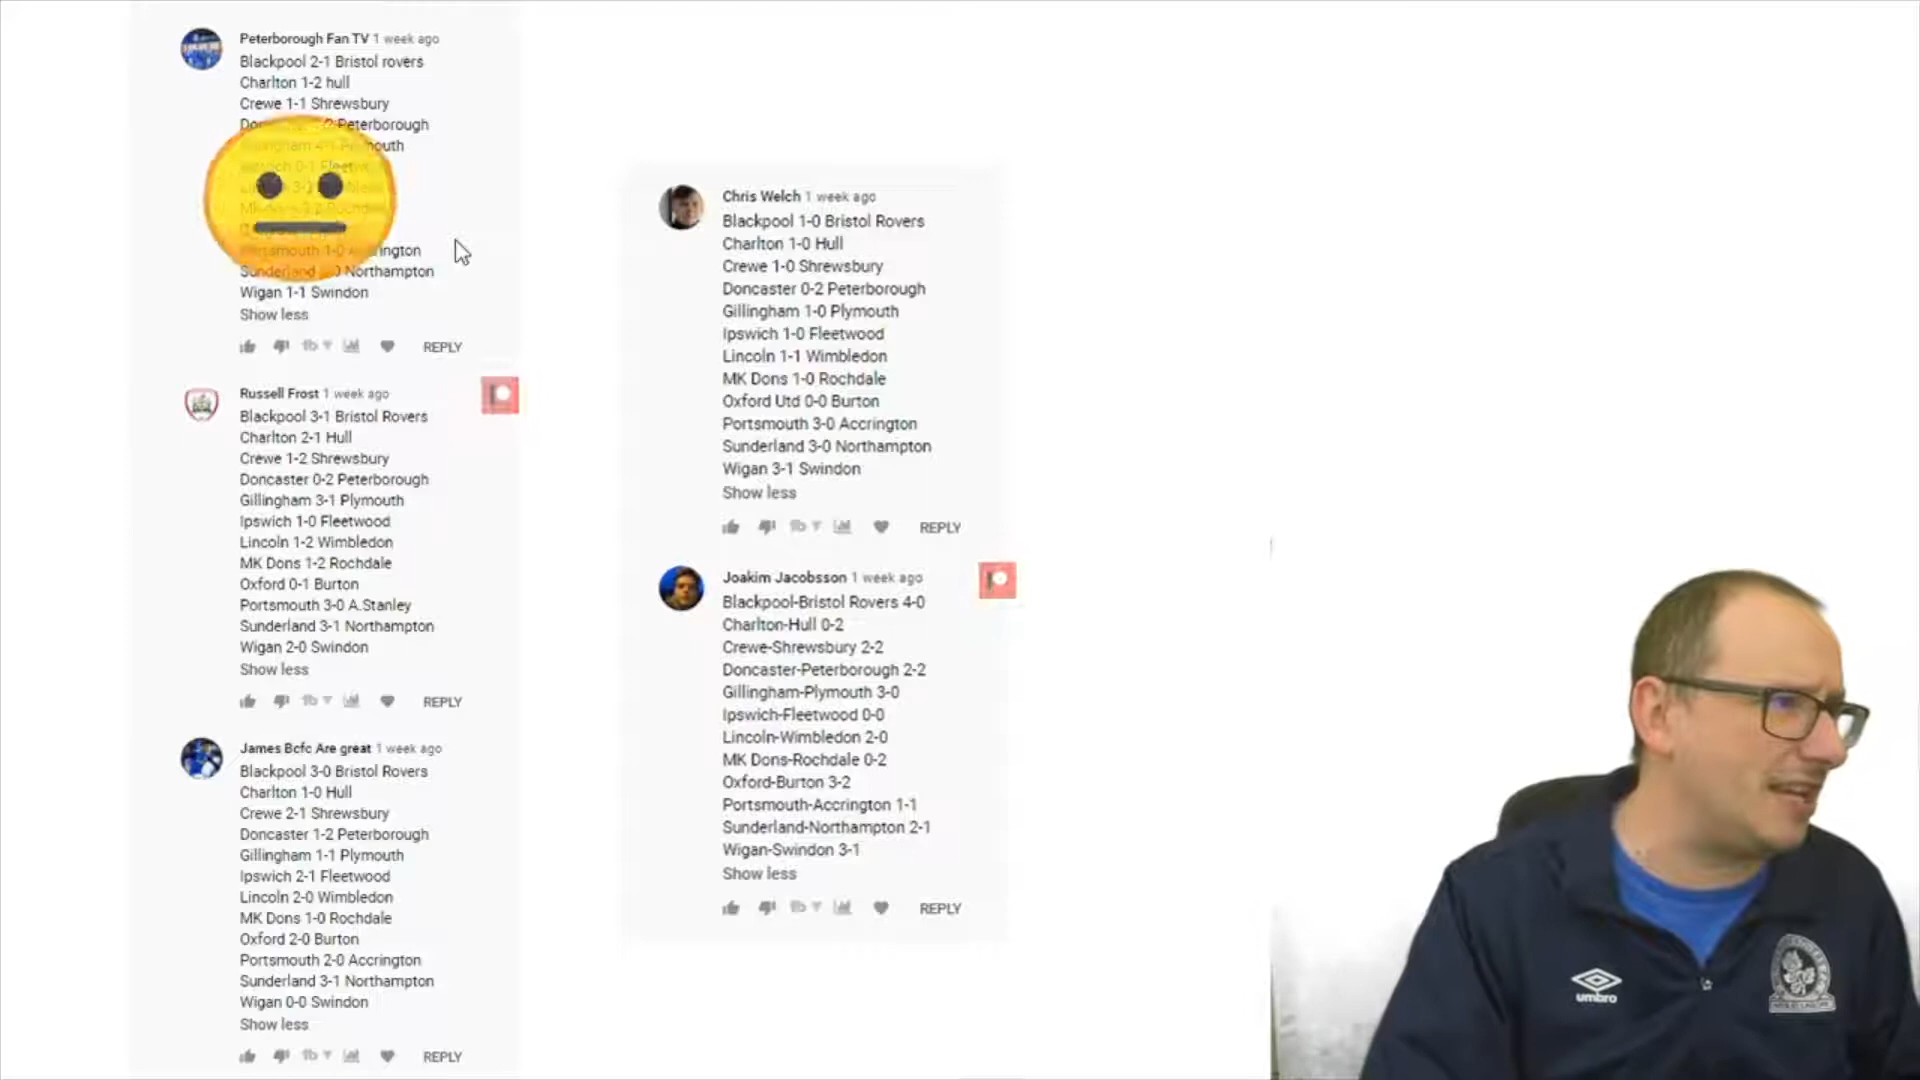 Peterborough Fan TV 1 week ago
Blackpool 2-1 Bristol rovers
Charlton 1-2 hull
Crewe 1-1 Shrewsbury
Peterborough
Portsmouth 1-0
Sunderland Northampton
Wigan 1-1 Swindon
Show less
REPLY
Russell Frost 1 week ago
Blackpool 3-1 Bristol Rovers
Charlton 2-1 Hull
Crewe 1-2 Shrewsbury
Doncaster 0-2 Peterborough
Gillingham 3-1 Plymouth
Ipswich 1-0 Fleetwood
Lincoln 1-2 Wimbledon
MK Dons 1-2 Rochdale
Oxford 0-1 Burton
Portsmouth 3-0 A.Stanley
Sunderland 3-1 Northampton
Wigan 2-0 Swindon
Show less
REPLY
James Bcfc Are great 1 week ago
Blackpool 3-0 Bristol Rovers
Charlton 1-0 Hull
Crewe 2-1 Shrewsbury
Doncaster 1-2 Peterborough
Gillingham 1-1 Plymouth
Ipswich 2-1 Fleetwood
Lincoln 2-0 Wimbledon
MK Dons 1-0 Rochdale
Oxford 2-0 Burton
Portsmouth 2-0 Accrington
Sunderland 3-1 Northampton
Wigan 0-0 Swindon
Show less
REPLY
Chris Welch 1 week ago
Blackpool 1-0 Bristol Rovers
Charlton 1-0 Hull
Crewe 1-0 Shrewsbury
Doncaster 0-2 Peterborough
Gillingham 1-0 Plymouth
Ipswich 1-0 Fleetwood
Lincoln 1-1 Wimbledon
MK Dons 1-0 Rochdale
Oxford Utd 0-0 Burton
Portsmouth 3-0 Accrington
Sunderland 3-0 Northampton
Wigan 3-1 Swindon
Show less
REPLY
Joakim Jacobsson 1 week ago
Blackpool-Bristol Rovers 4-0
Charlton-Hull 0-2
Crewe-Shrewsbury 2-2
Doncaster-Peterborough 2-2
Gillingham-Plymouth 3-0
Ipswich-Fleetwood 0-0
Lincoln-Wimbledon 2-0
MK Dons-Rochdale 0-2
Oxford-Burton 3-2
Portsmouth-Accrington 1-1
Sunderland-Northampton 2-1
Wigan-Swindon 3-1
Show less
REPLY
umbro